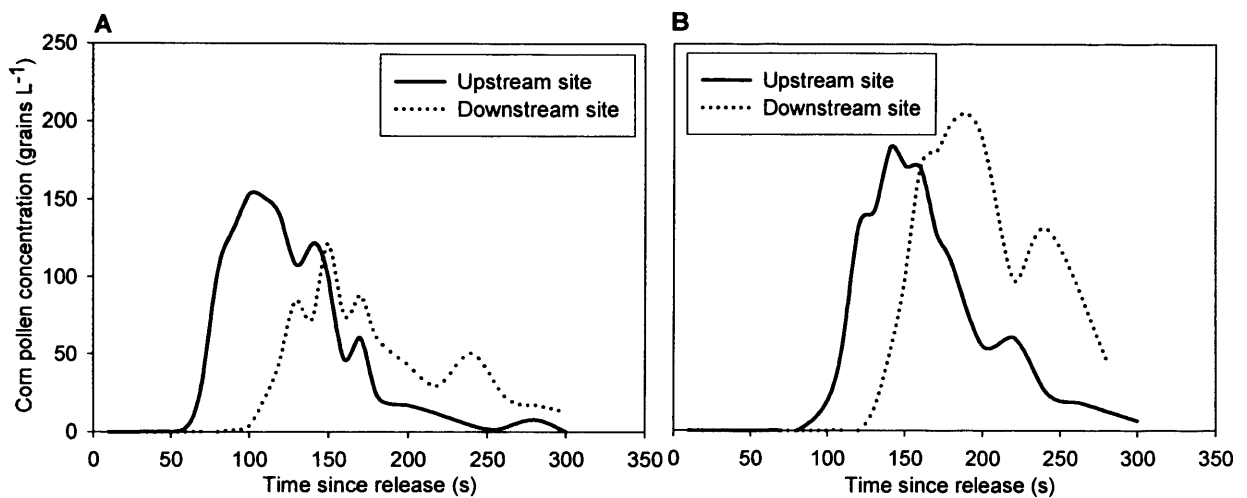 A
B
250
200
150
100
50
0
Corn pollen concentration (grains L⁻¹)
Upstream site
Downstream site
Upstream site
Downstream site
0 50 100 150 200 250 300 350
0 50 100 150 200 250 300 350
Time since release (s)
Time since release (s)